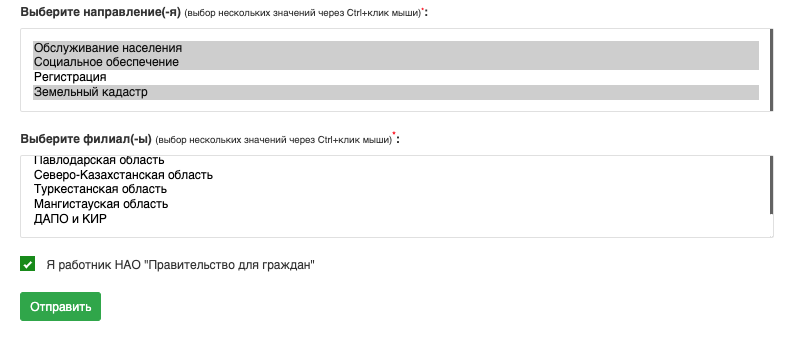 Выберите направление(-я) (выбор нескольких значений через Ctrl+клик мыши)*:
Обслуживание населения
Социальное обеспечение
Регистрация
Земельный кадастр
Выберите филиал(-ы) (выбор нескольких значений через Ctrl+клик мыши)*:
Павлодарская область
Северо-Казахстанская область
Туркестанская область
Мангистауская область
ДАПО и КИР
Я работник НАО "Правительство для граждан"
Отправить